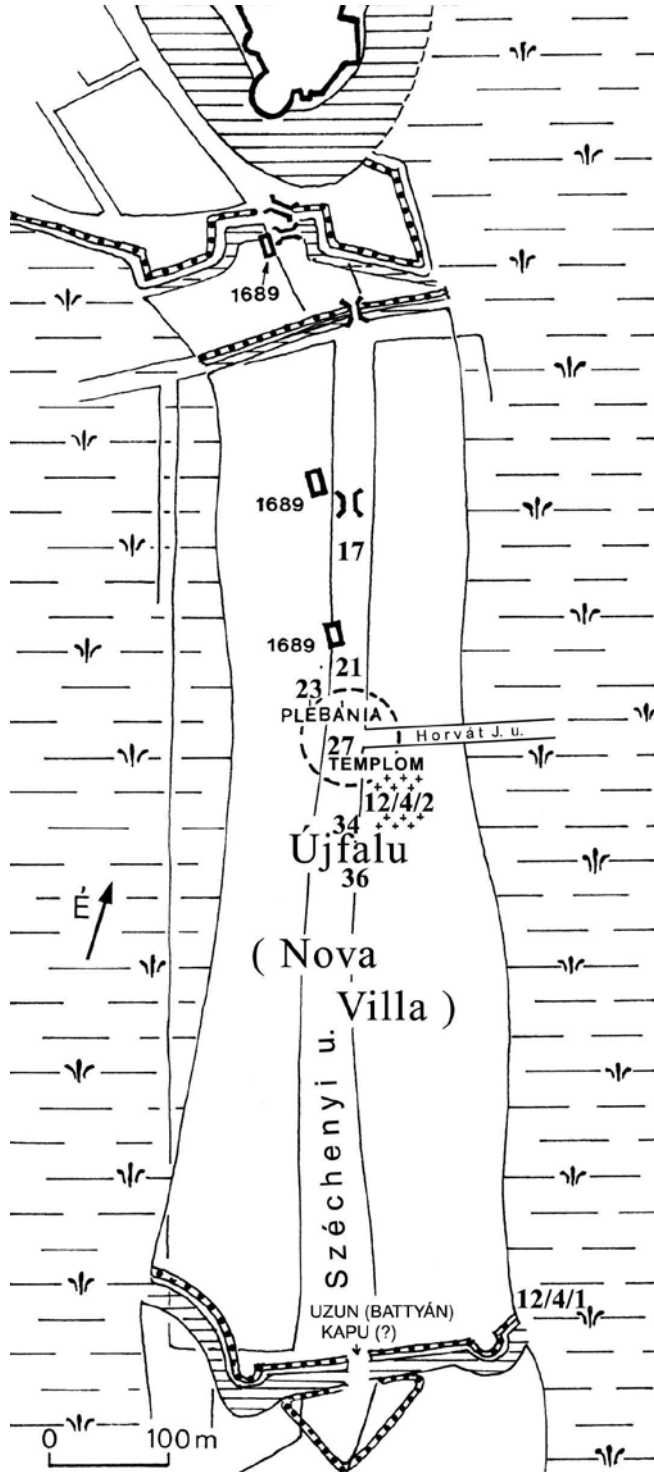 1689
1689
17
1689
21
23
PLEBÁNIA
27
Horvát J. u.
TEMPLOM
12/4/2
34
Újfalu
36
É
( Nova
Villa )
Széchenyi u.
12/4/1
UZUN (BATTYÁN)
KAPU (?)
0 100 m